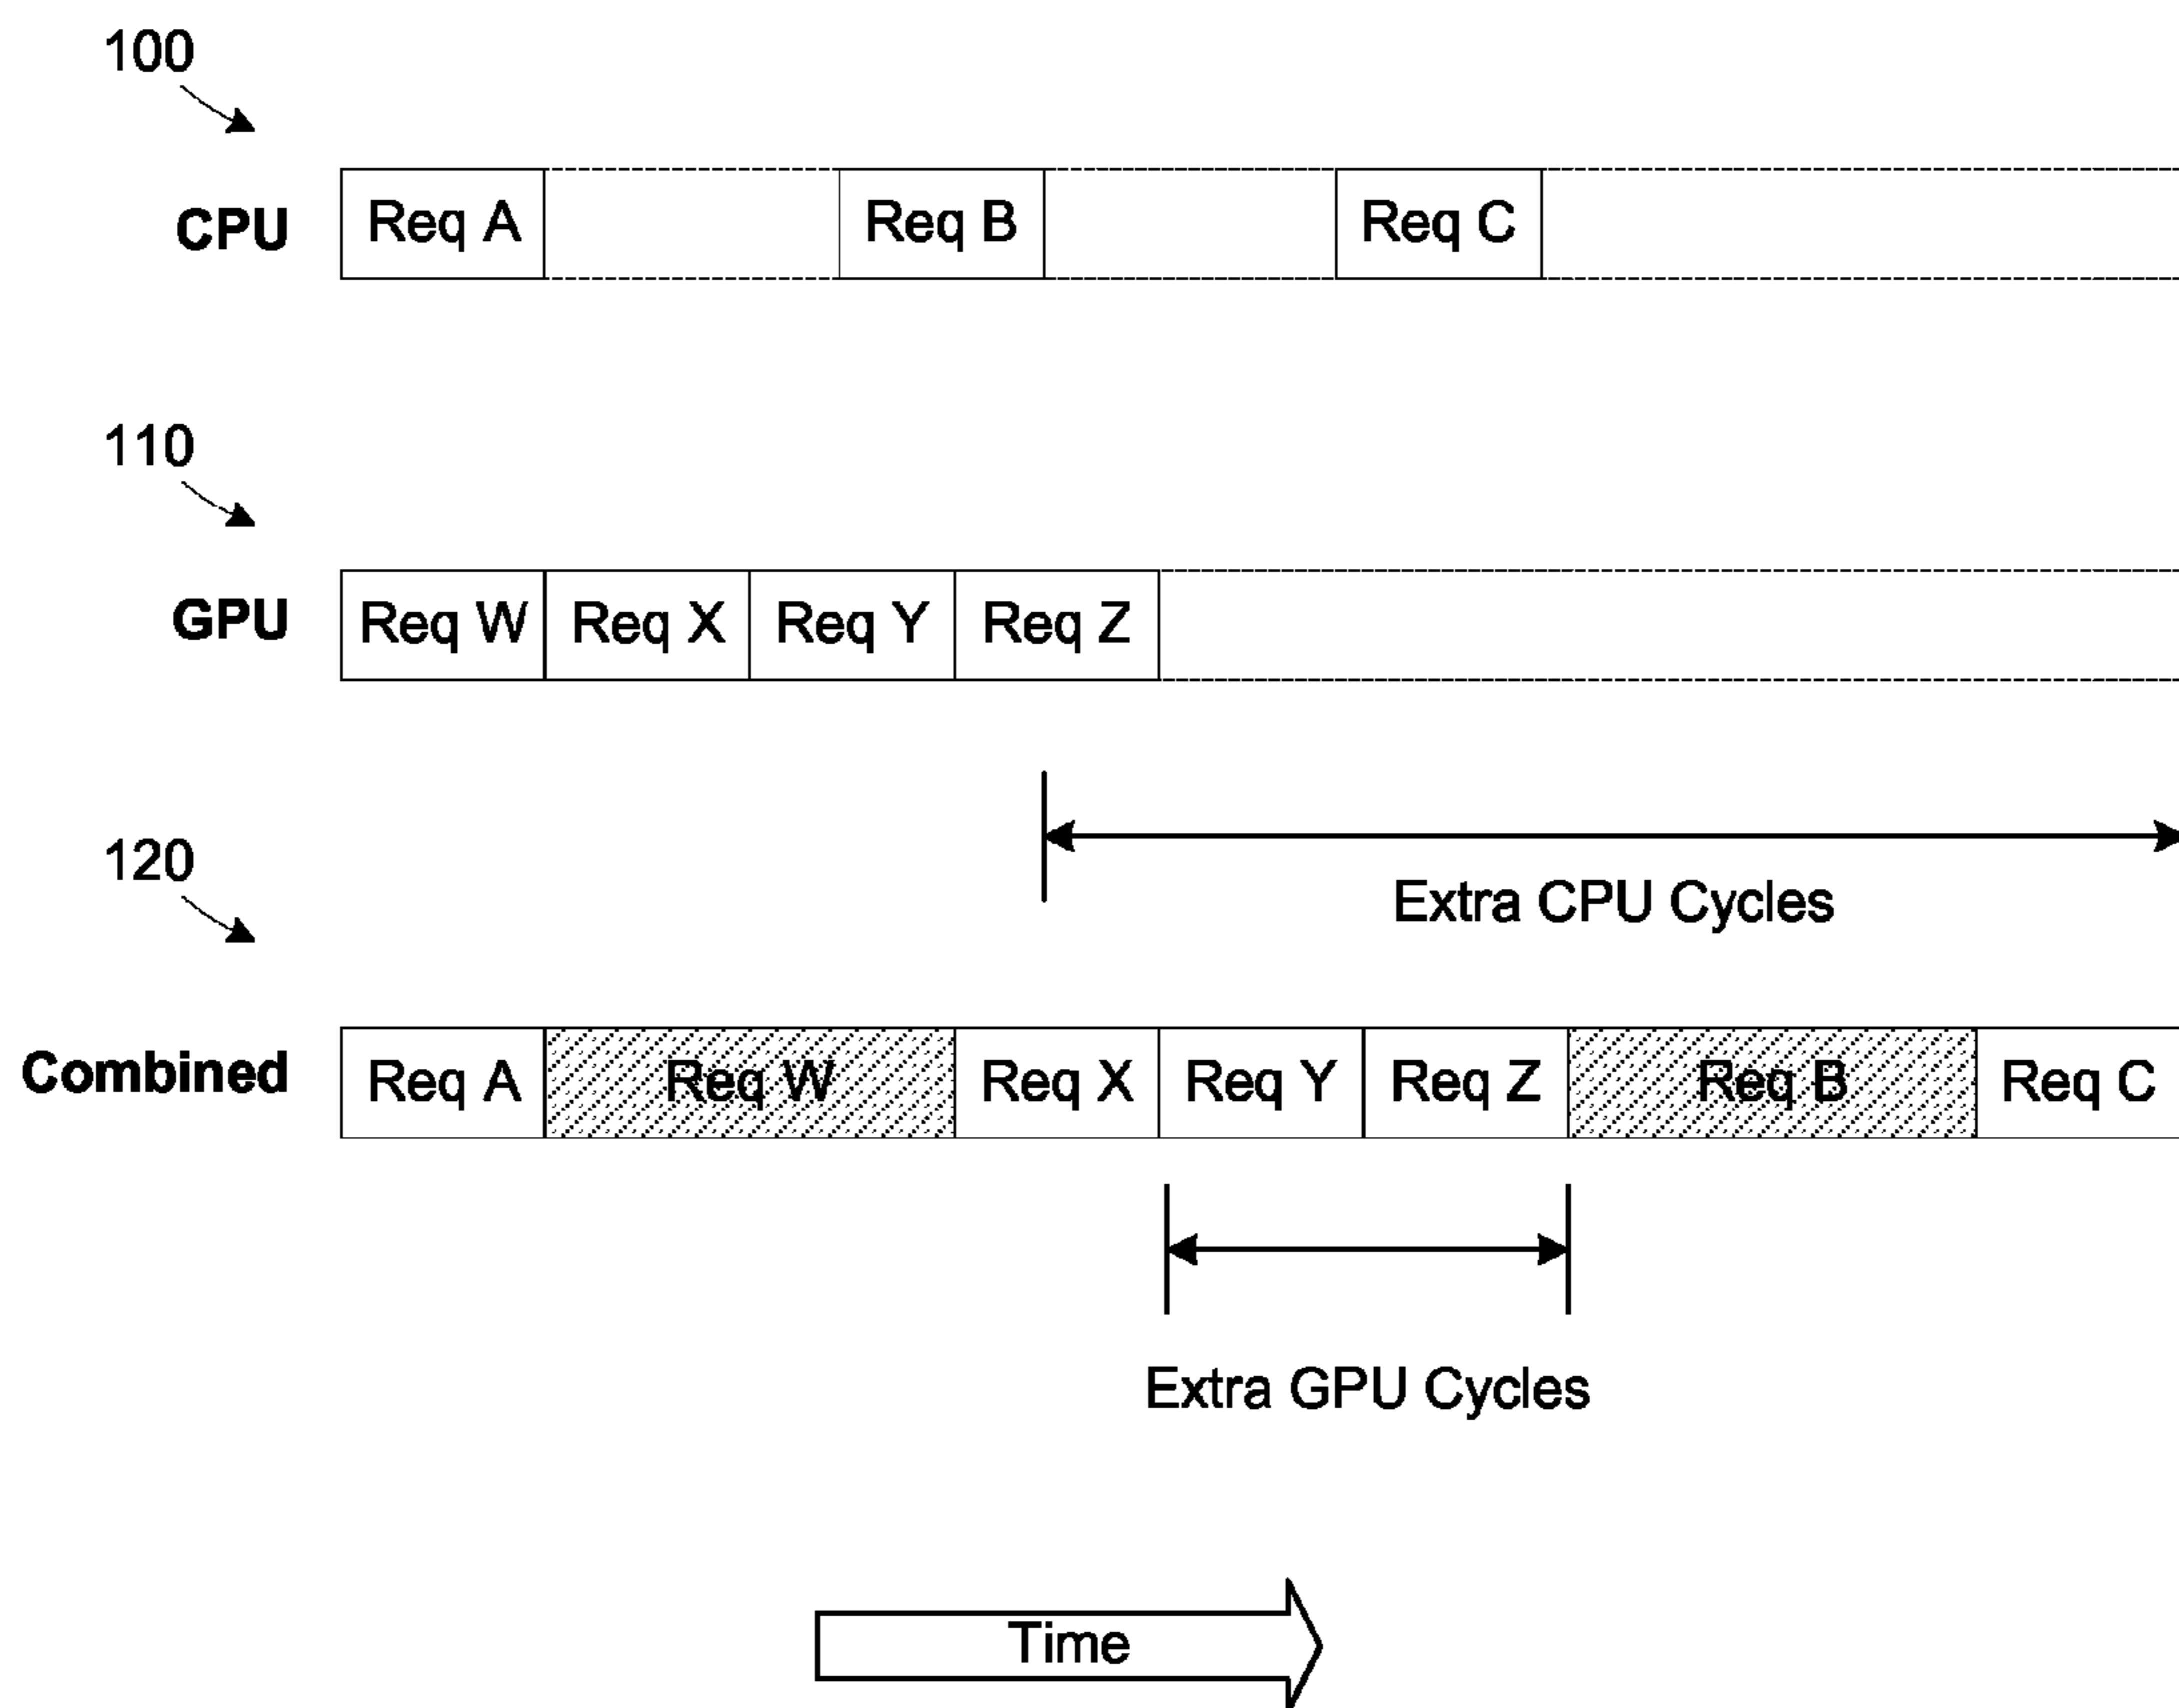 100
CPU Req A Req B Req C
110
GPU Req W Req X Req Y Req Z
120
Extra CPU Cycles
Combined Req A Req W Req X Req Y Req Z Req B Req C
Extra GPU Cycles
Time